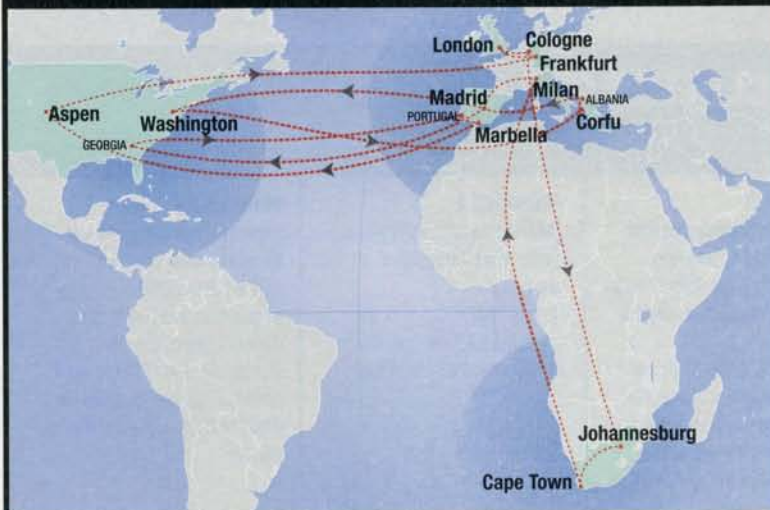 London
Cologne
Frankfurt
Aspen
Washington
Madrid
Milan
ALBANIA
PORTUGAL
Corfu
GEORGIA
Marbella
Johannesburg
Cape Town